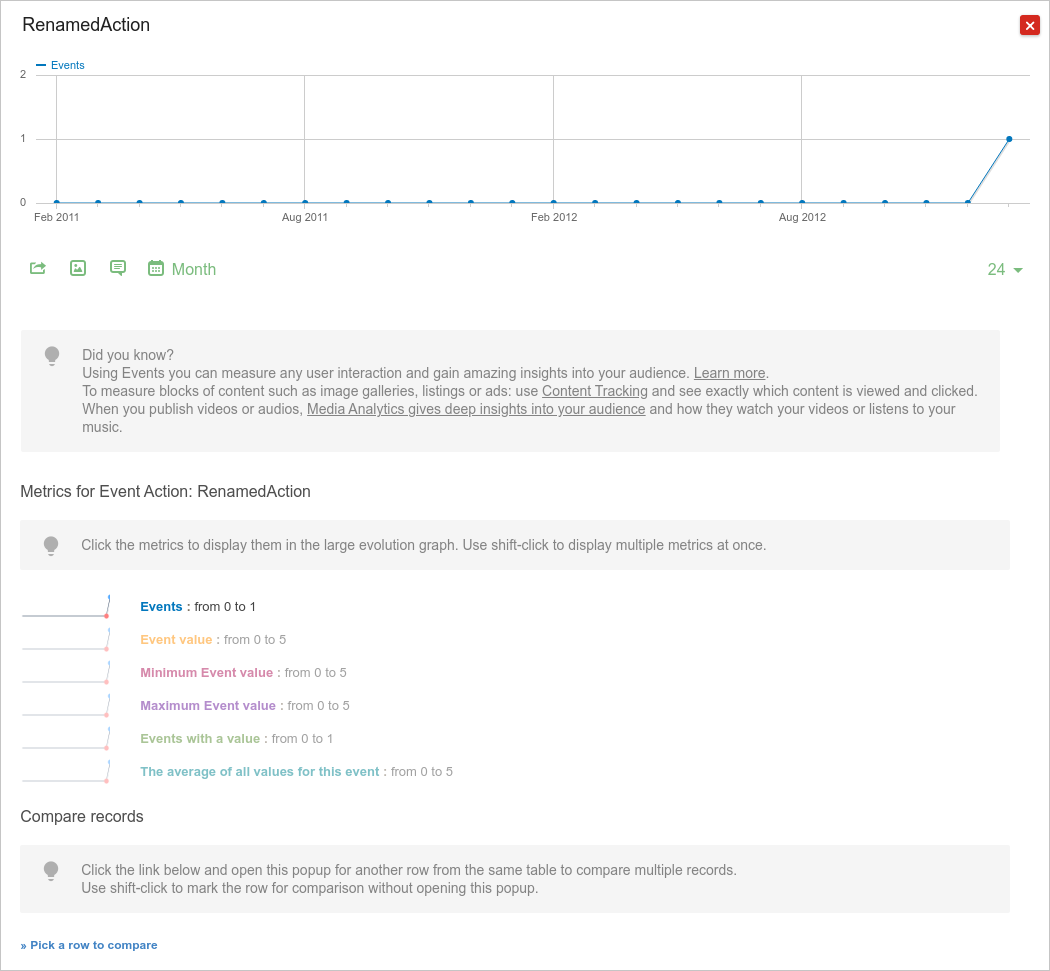 RenamedAction
Events
2
1
0
Feb 2011
Aug 2011
Feb 2012
Aug 2012
Month
24
Did you know?
Using Events you can measure any user interaction and gain amazing insights into your audience. Learn more.
To measure blocks of content such as image galleries, listings or ads: use Content Tracking and see exactly which content is viewed and clicked.
When you publish videos or audios, Media Analytics gives deep insights into your audience and how they watch your videos or listens to your
music.
Metrics for Event Action: RenamedAction
Click the metrics to display them in the large evolution graph. Use shift-click to display multiple metrics at once.
Events : from 0 to 1
Event value : from 0 to 5
Minimum Event value : from 0 to 5
Maximum Event value : from 0 to 5
Events with a value : from 0 to 1
The average of all values for this event : from 0 to 5
Compare records
Click the link below and open this popup for another row from the same table to compare multiple records.
Use shift-click to mark the row for comparison without opening this popup.
» Pick a row to compare